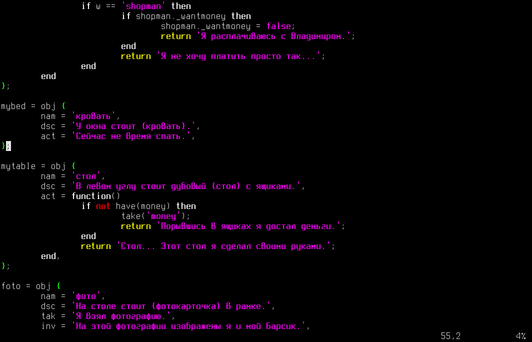 if w == 'shopman' then
if shopman._wantmoney then
shopman._wantmoney = false;
return 'Я расплачиваюсь с Владимиром.';
end
return 'Я не хочу платить просто так...';
end
end
);
mybed = obj {
nam = 'кровать',
dsc = 'У окна стоит {кровать}.',
act = 'Сейчас не время спать.',
};
mytable = obj {
nam = 'стол',
dsc = 'В левом углу стоит дубовый {стол} с ящиками.',
act = function()
if not have(money) then
take('money');
return 'Порывшись в ящиках я достал деньги.';
end
return 'Стол... Этот стол я сделал своими руками.';
end,
};
foto = obj {
nam = 'фото',
dsc = 'На столе стоит {фотокарточка} в рамке.',
tak = 'Я взял фотографию.',
inv = 'На этой фотографии изображены я и мой Барсик.',
55,2 4%